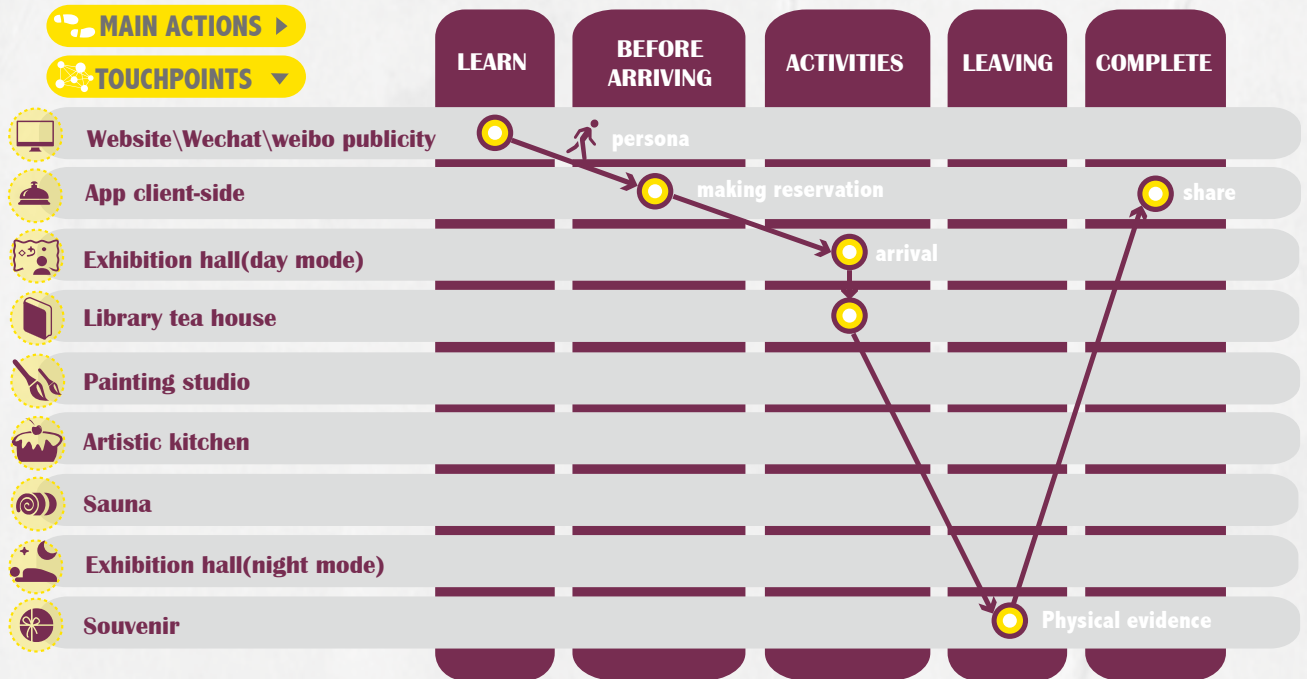 MAIN ACTIONS
TOUCHPOINTS
LEARN
BEFORE
ARRIVING
ACTIVITIES
LEAVING
COMPLETE
Website\Wechat\weibo publicity
persona
App client-side
making reservation
share
Exhibition hall(day mode)
arrival
Library tea house
Painting studio
Artistic kitchen
Sauna
Exhibition hall(night mode)
Souvenir
Physical evidence